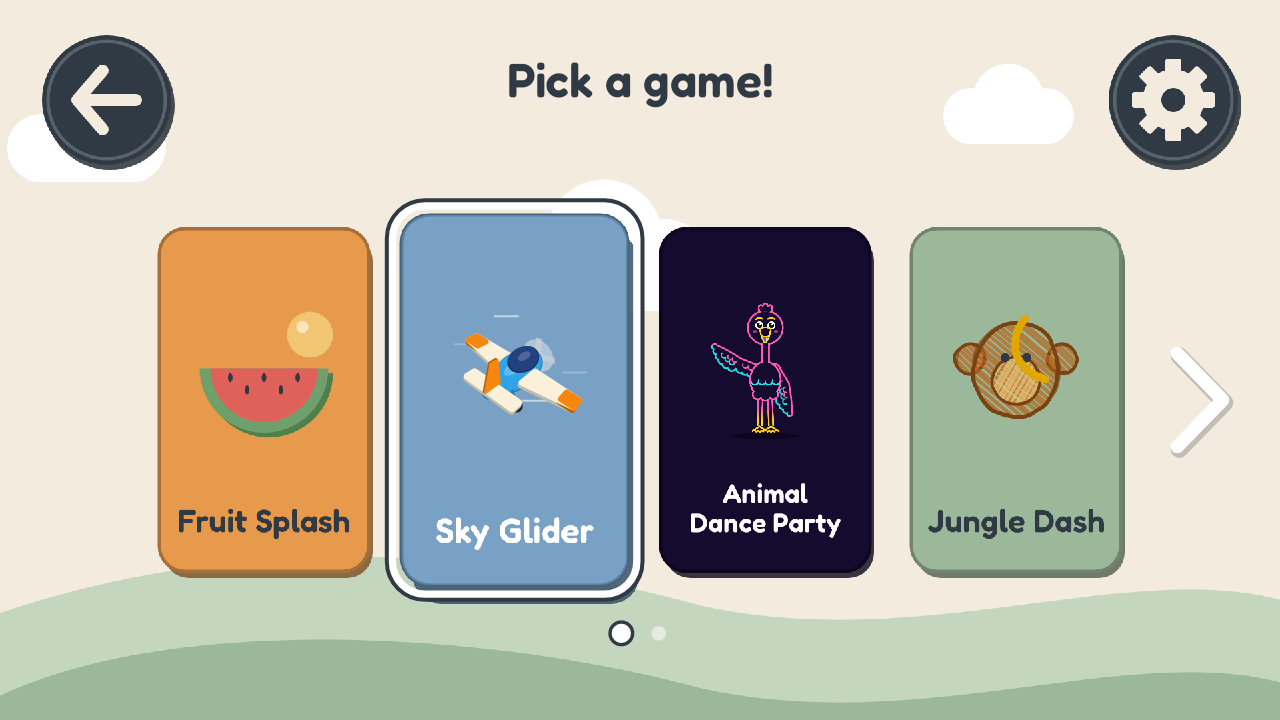 Pick a game!
Fruit Splash
Sky Glider
Animal
Dance Party
Jungle Dash